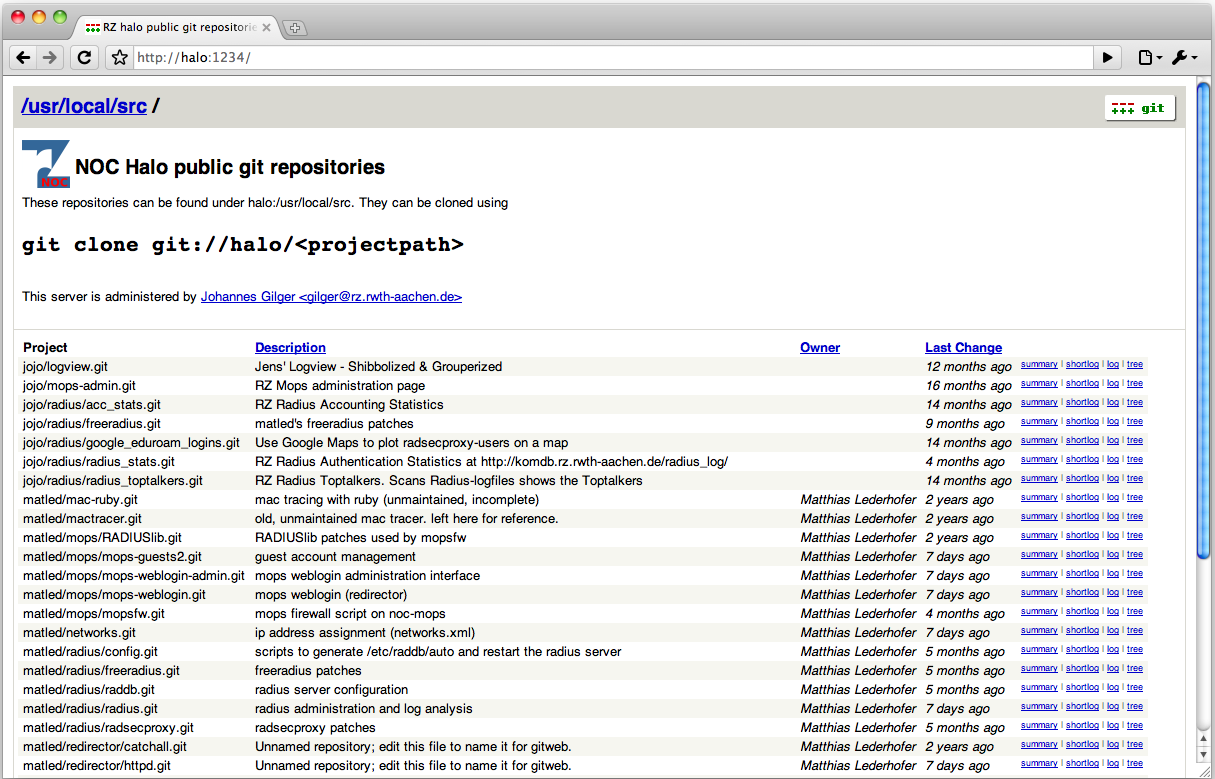 RZ halo public git repositorie
http://halo:1234/
/usr/local/src /
git
NOC
NOC Halo public git repositories
These repositories can be found under halo:/usr/local/src. They can be cloned using
git clone git://halo/<projectpath>
This server is administered by Johannes Gilger <gilger@rz.rwth-aachen.de>
Project Description Owner Last Change
jojo/logview.git Jens' Logview - Shibbolized & Grouperized 12 months ago summary | shortlog | log | tree
jojo/mops-admin.git RZ Mops administration page 16 months ago summary | shortlog | log | tree
jojo/radius/acc_stats.git RZ Radius Accounting Statistics 14 months ago summary | shortlog | log | tree
jojo/radius/freeradius.git matled's freeradius patches 9 months ago summary | shortlog | log | tree
jojo/radius/google_eduroam_logins.git Use Google Maps to plot radsecproxy-users on a map 14 months ago summary | shortlog | log | tree
jojo/radius/radius_stats.git RZ Radius Authentication Statistics at http://komdb.rz.rwth-aachen.de/radius_log/ 4 months ago summary | shortlog | log | tree
jojo/radius/radius_toptalkers.git RZ Radius Toptalkers. Scans Radius-logfiles shows the Toptalkers 14 months ago summary | shortlog | log | tree
matled/mac-ruby.git mac tracing with ruby (unmaintained, incomplete) Matthias Lederhofer 2 years ago summary | shortlog | log | tree
matled/mactracer.git old, unmaintained mac tracer. left here for reference. Matthias Lederhofer 2 years ago summary | shortlog | log | tree
matled/mops/RADIUSlib.git RADIUSlib patches used by mopsfw Matthias Lederhofer 2 years ago summary | shortlog | log | tree
matled/mops/mops-guests2.git guest account management Matthias Lederhofer 7 days ago summary | shortlog | log | tree
matled/mops/mops-weblogin-admin.git mops weblogin administration interface Matthias Lederhofer 7 days ago summary | shortlog | log | tree
matled/mops/mops-weblogin.git mops weblogin (redirector) Matthias Lederhofer 7 days ago summary | shortlog | log | tree
matled/mops/mopsfw.git mops firewall script on noc-mops Matthias Lederhofer 4 months ago summary | shortlog | log | tree
matled/networks.git ip address assignment (networks.xml) Matthias Lederhofer 7 days ago summary | shortlog | log | tree
matled/radius/config.git scripts to generate /etc/raddb/auto and restart the radius server Matthias Lederhofer 5 months ago summary | shortlog | log | tree
matled/radius/freeradius.git freeradius patches Matthias Lederhofer 5 months ago summary | shortlog | log | tree
matled/radius/raddb.git radius server configuration Matthias Lederhofer 5 months ago summary | shortlog | log | tree
matled/radius/radius.git radius administration and log analysis Matthias Lederhofer 7 days ago summary | shortlog | log | tree
matled/radius/radsecproxy.git radsecproxy patches Matthias Lederhofer 5 months ago summary | shortlog | log | tree
matled/redirector/catchall.git Unnamed repository; edit this file to name it for gitweb. Matthias Lederhofer 2 years ago summary | shortlog | log | tree
matled/redirector/httpd.git Unnamed repository; edit this file to name it for gitweb. Matthias Lederhofer 7 days ago summary | shortlog | log | tree